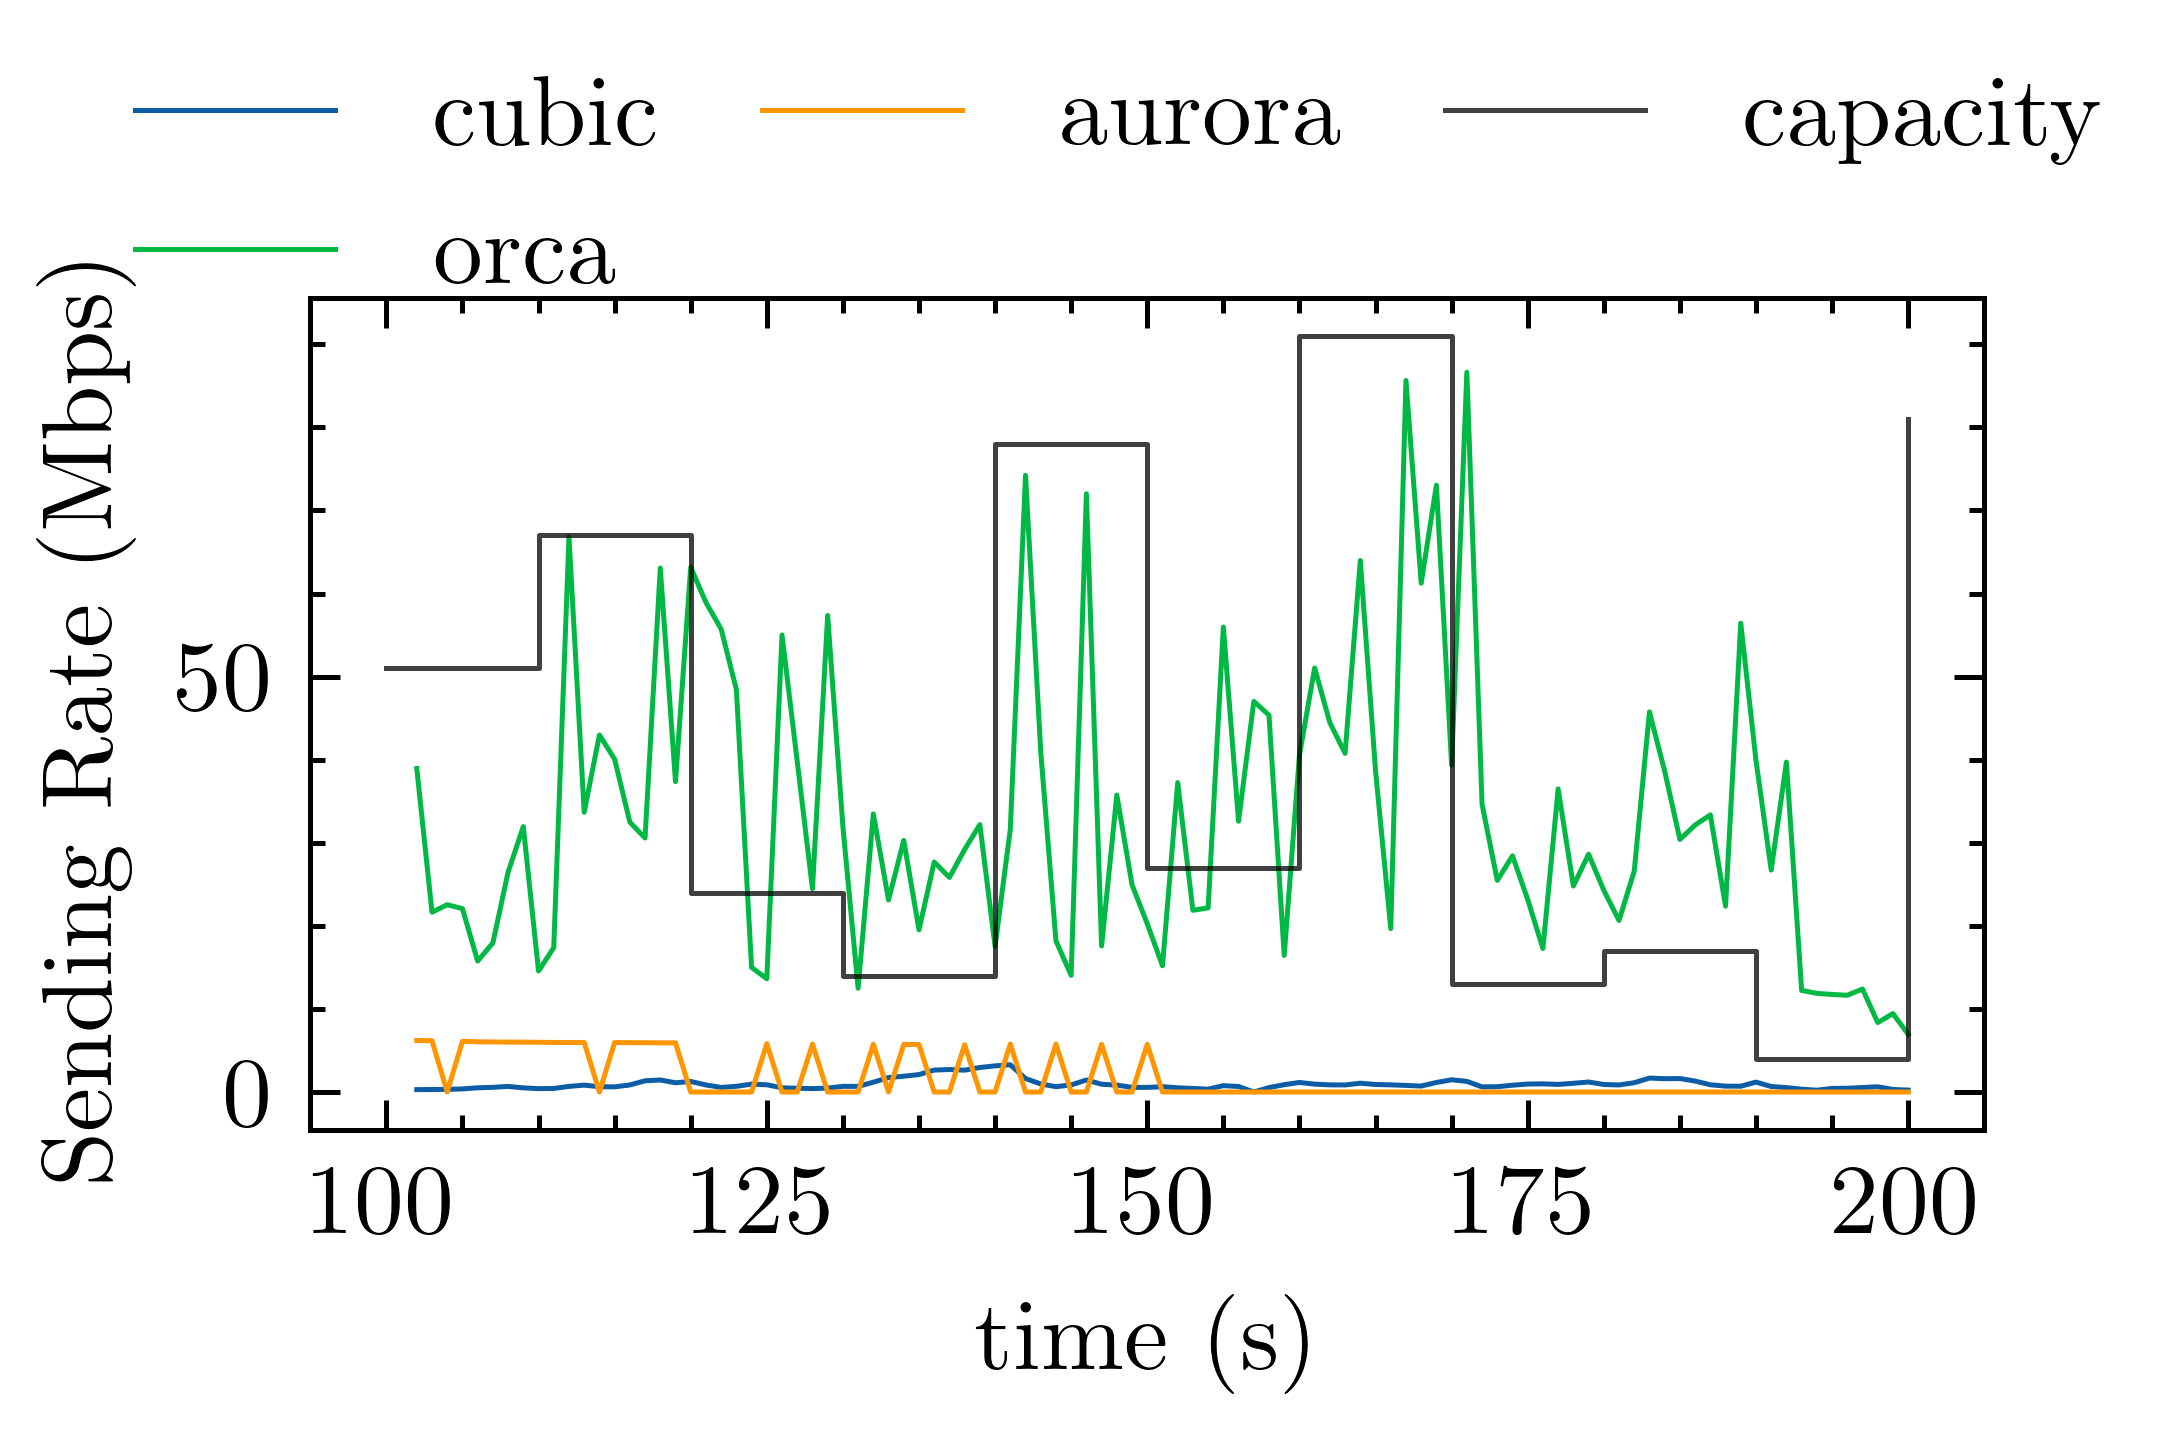 cubic aurora capacity
orca
Sending Rate (Mbps)
50
0
100 125 150 175 200
time (s)